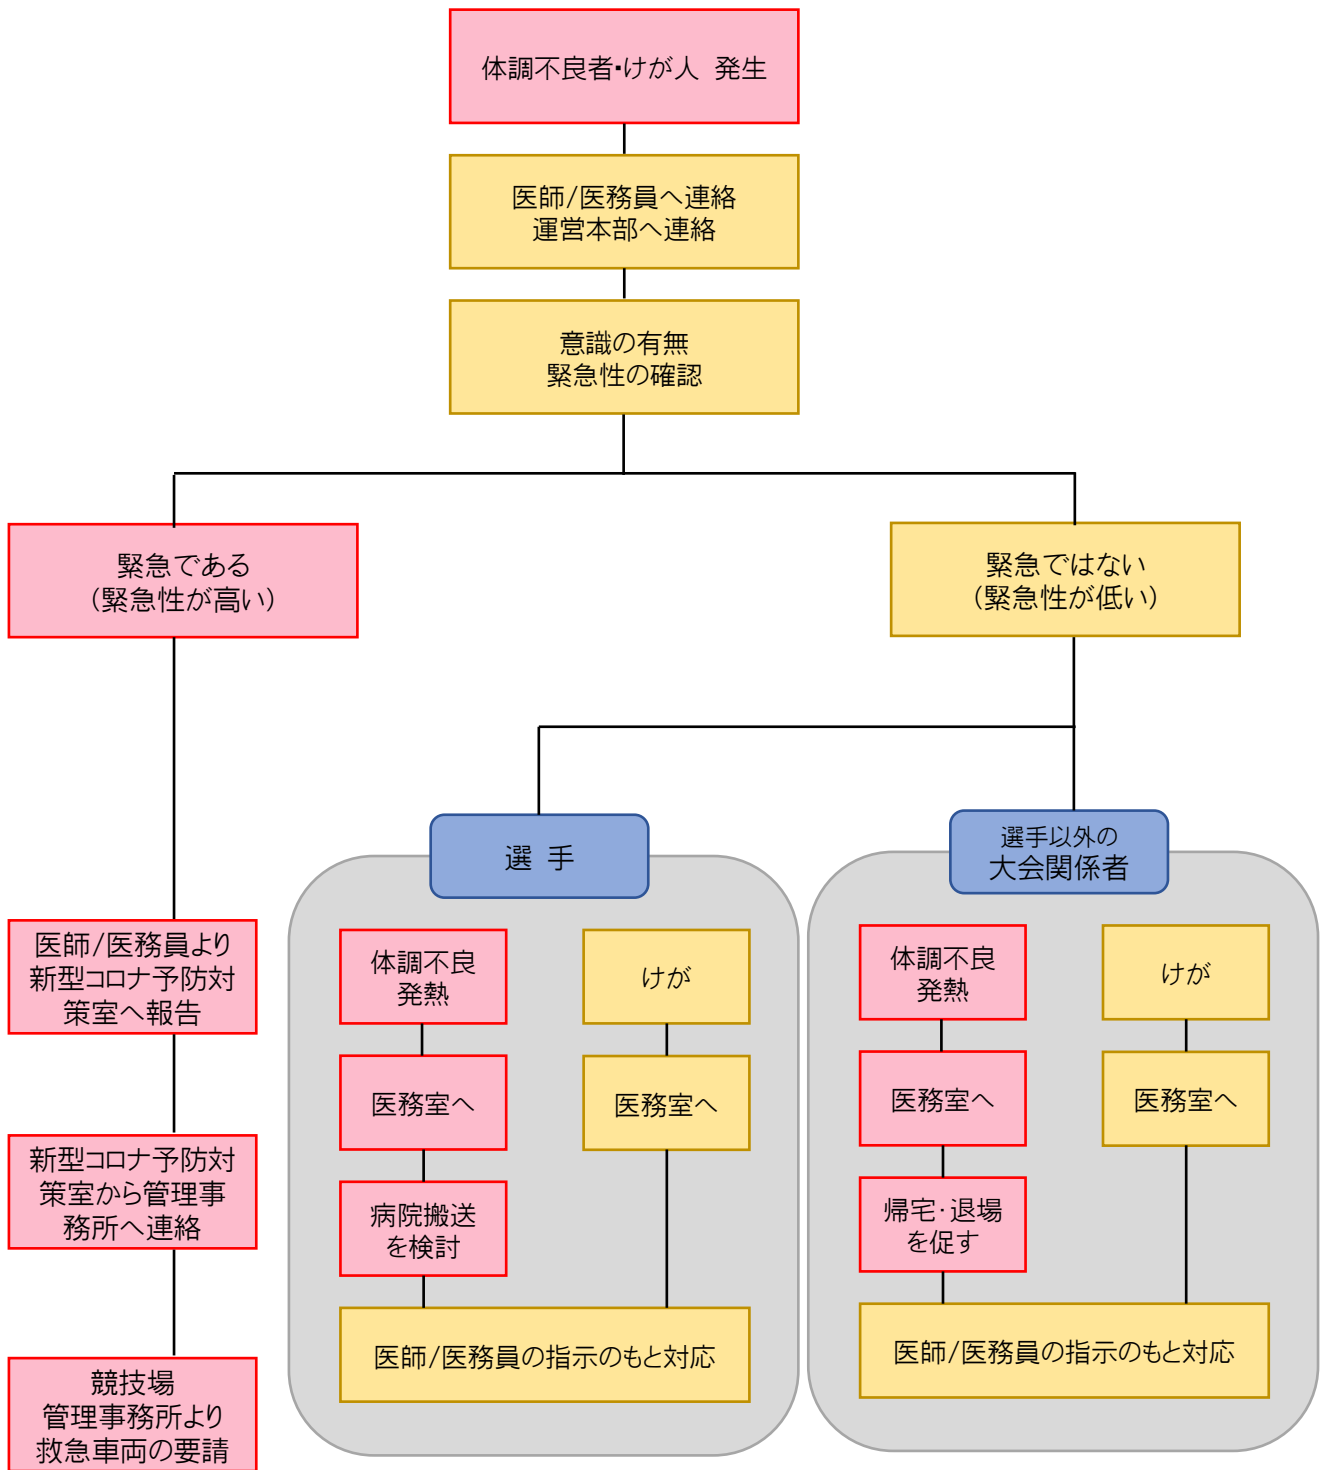 体調不良者・けが人 発生
医師/医務員へ連絡
運営本部へ連絡
意識の有無
緊急性の確認
緊急である
（緊急性が高い）
緊急ではない
（緊急性が低い）
医師/医務員より
新型コロナ予防対
策室へ報告
新型コロナ予防対
策室から管理事
務所へ連絡
競技場
管理事務所より
救急車両の要請
選 手
体調不良
発熱
医務室へ
病院搬送
を検討
けが
医務室へ
医師/医務員の指示のもと対応
選手以外の
大会関係者
体調不良
発熱
医務室へ
帰宅・退場
を促す
けが
医務室へ
医師/医務員の指示のもと対応